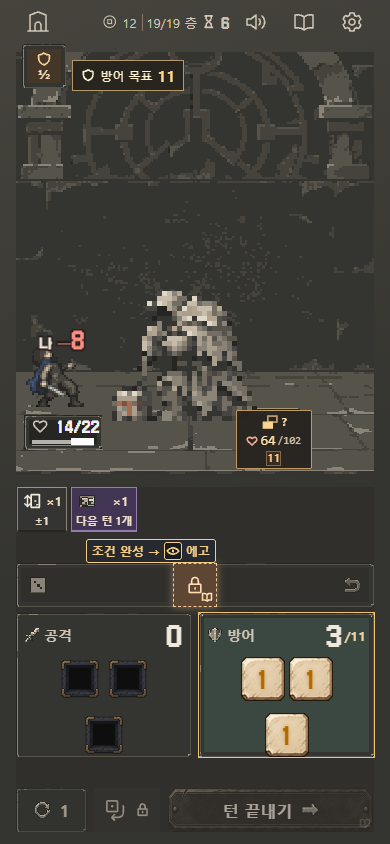 12 19/19 층 6
½
방어 목표 11
나 -8
14/22
?
64/102
11
×1
±1
×1
다음 턴 1개
조건 완성 → 예고
공격 0
방어 3/11
1 1
1
1
턴 끝내기 →